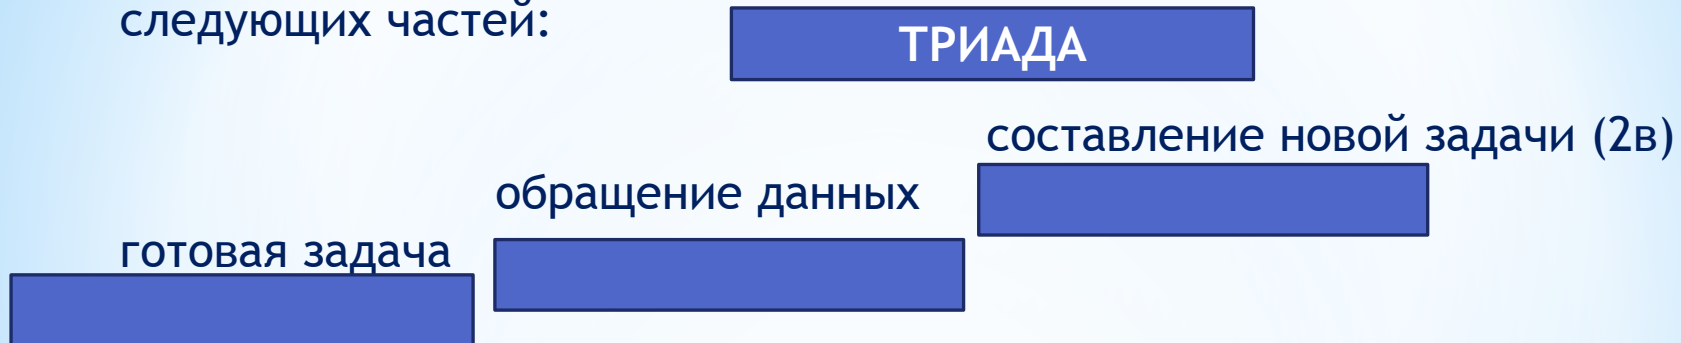 следующих частей:
ТРИАДА
составление новой задачи (2в)
обращение данных
готовая задача